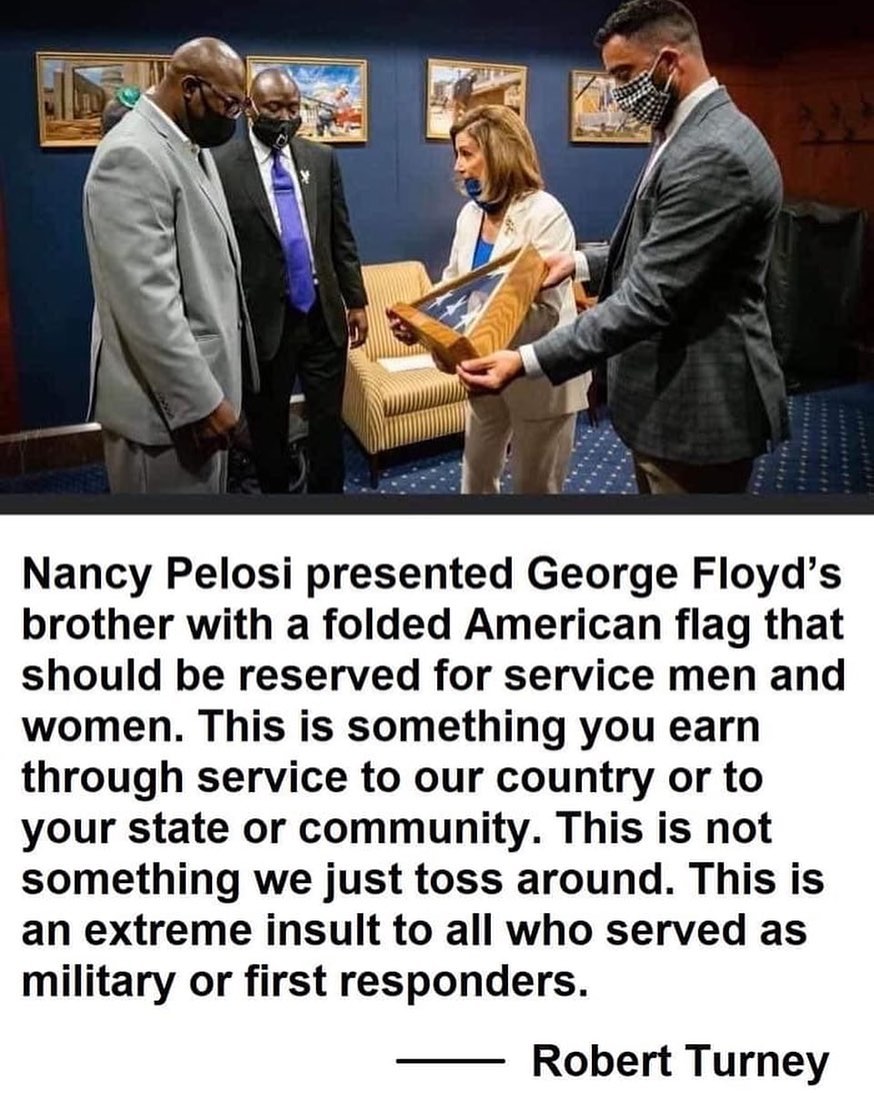 Nancy Pelosi presented George Floyd’s
brother with a folded American flag that
should be reserved for service men and
women. This is something you earn
through service to our country or to
your state or community. This is not
something we just toss around. This is
an extreme insult to all who served as
military or first responders.
—— Robert Turney